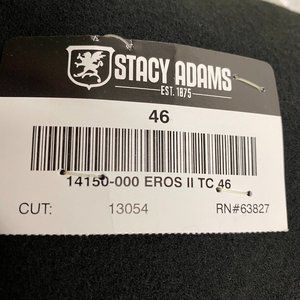 STACY ADAMS
EST. 1875
46
14150-000 EROS II TC 46
CUT: 13054 RN#63827